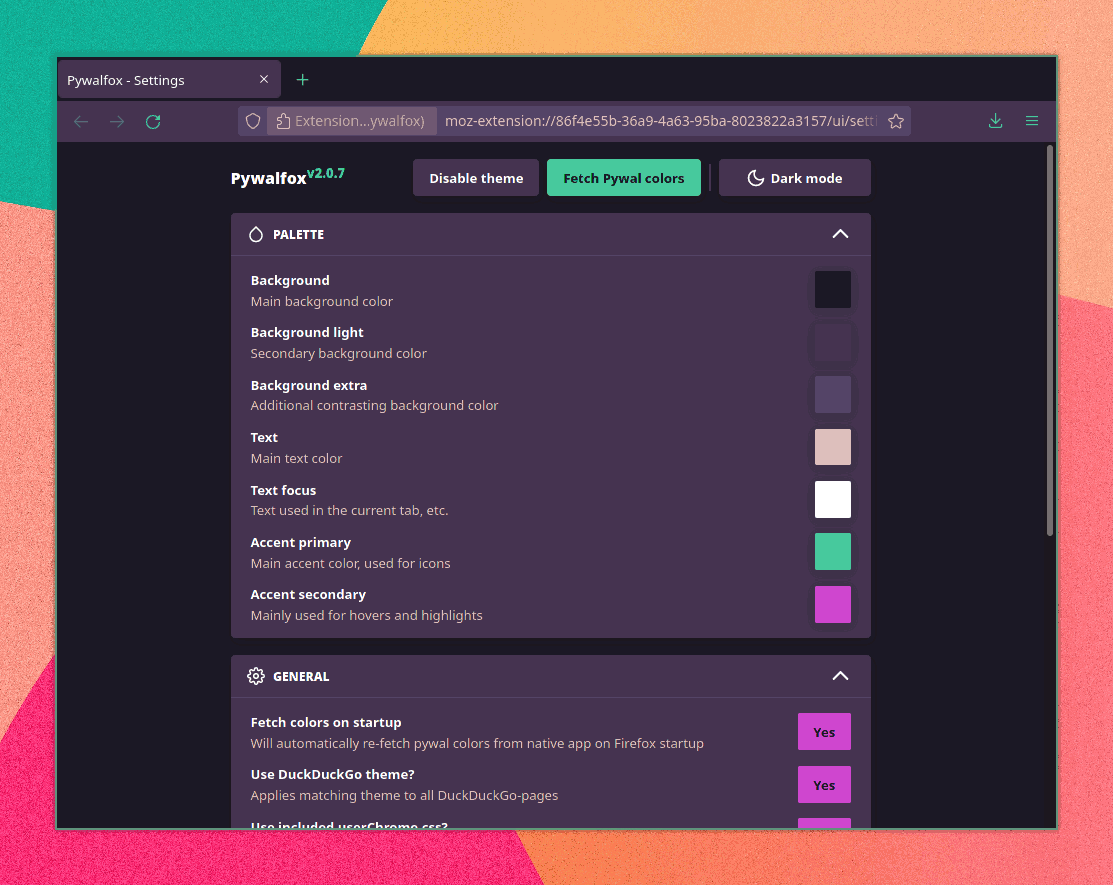 Pywalfox - Settings
Extension...ywalfox)
moz-extension://86f4e55b-36a9-4a63-95ba-8023822a3157/ui/setti
Pywalfox v2.0.7
Disable theme
Fetch Pywal colors
Dark mode
PALETTE
Background
Main background color
Background light
Secondary background color
Background extra
Additional contrasting background color
Text
Main text color
Text focus
Text used in the current tab, etc.
Accent primary
Main accent color, used for icons
Accent secondary
Mainly used for hovers and highlights
GENERAL
Fetch colors on startup
Yes
Will automatically re-fetch pywal colors from native app on Firefox startup
Use DuckDuckGo theme?
Yes
Applies matching theme to all DuckDuckGo-pages
Use included userChrome.css?